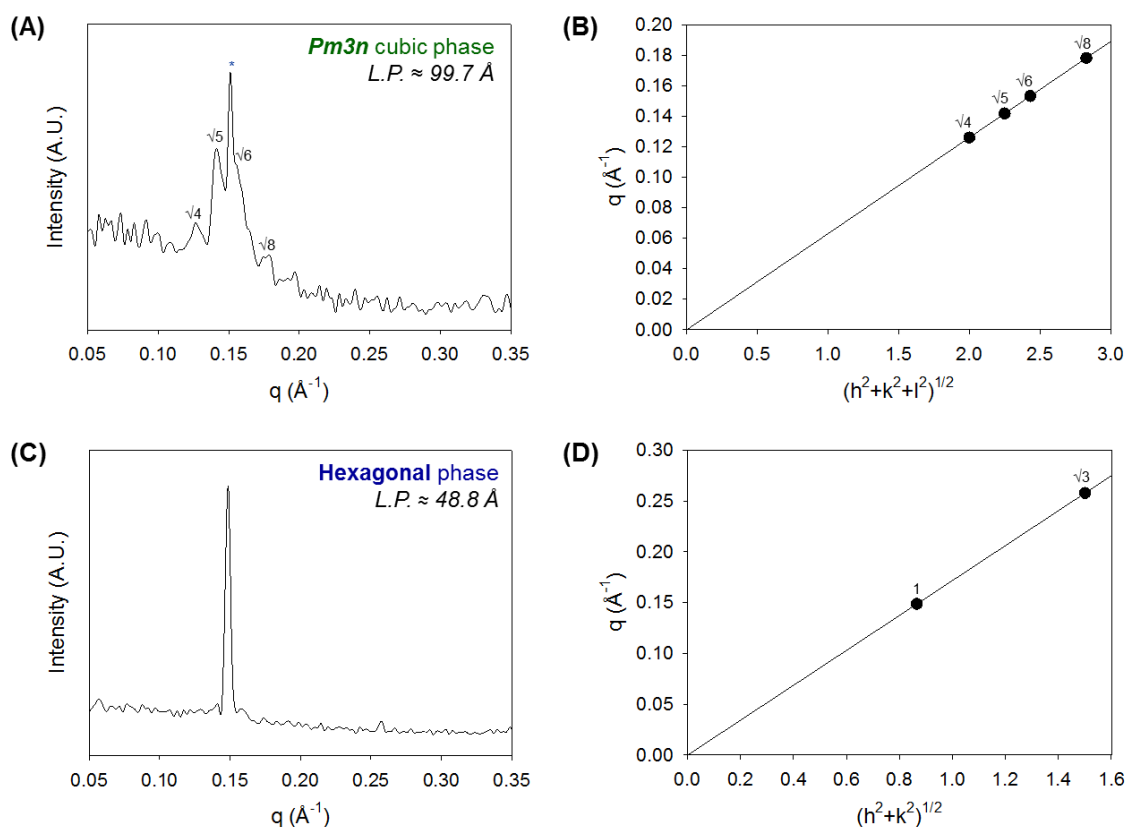 (A)
Pm3n cubic phase
L.P. ≈ 99.7 Å
*
√5
√6
√4
√8
Intensity (A.U.)
0.05 0.10 0.15 0.20 0.25 0.30 0.35
q (Å⁻¹)
(B)
0.20
0.18
0.16
0.14
0.12
0.10
0.08
0.06
0.04
0.02
0.00
q (Å⁻¹)
√8
√6
√5
√4
0.0 0.5 1.0 1.5 2.0 2.5 3.0
(h²+k²+l²)¹/²
(C)
Hexagonal phase
L.P. ≈ 48.8 Å
Intensity (A.U.)
0.05 0.10 0.15 0.20 0.25 0.30 0.35
q (Å⁻¹)
(D)
0.30
0.25
0.20
0.15
0.10
0.05
0.00
q (Å⁻¹)
√3
1
0.0 0.2 0.4 0.6 0.8 1.0 1.2 1.4 1.6
(h²+k²)¹/²